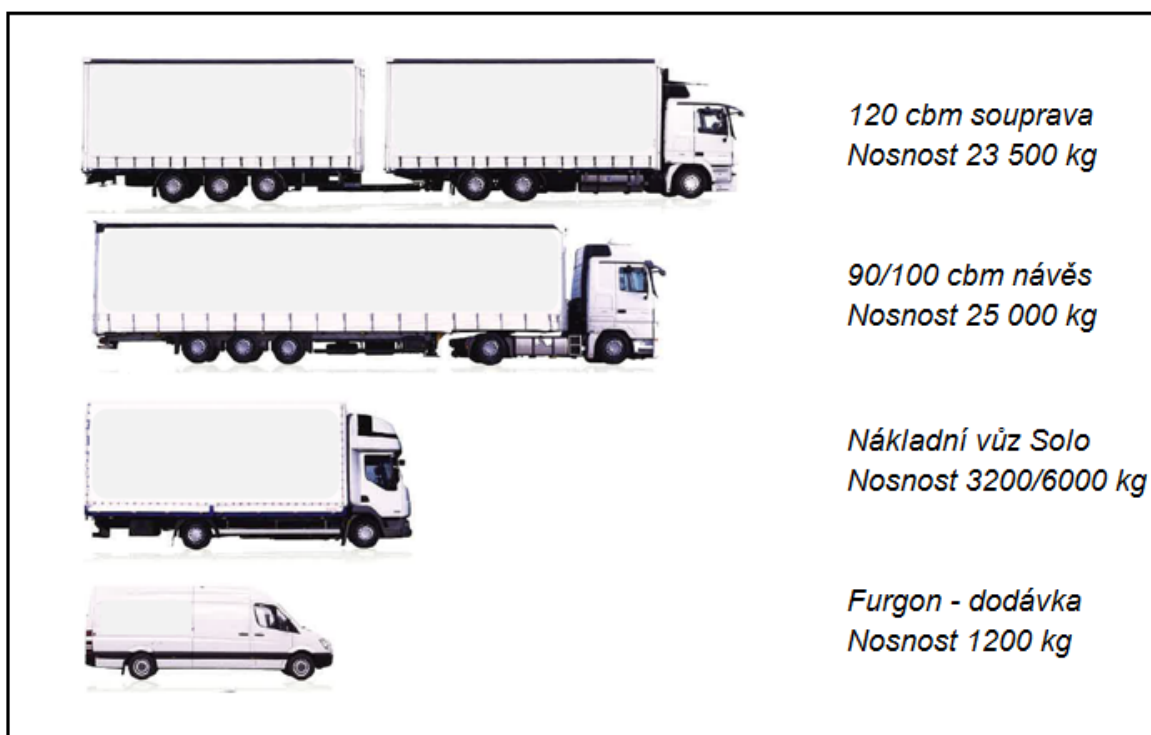 120 cbm souprava
Nosnost 23 500 kg
90/100 cbm návěs
Nosnost 25 000 kg
Nákladní vůz Solo
Nosnost 3200/6000 kg
Furgon - dodávka
Nosnost 1200 kg